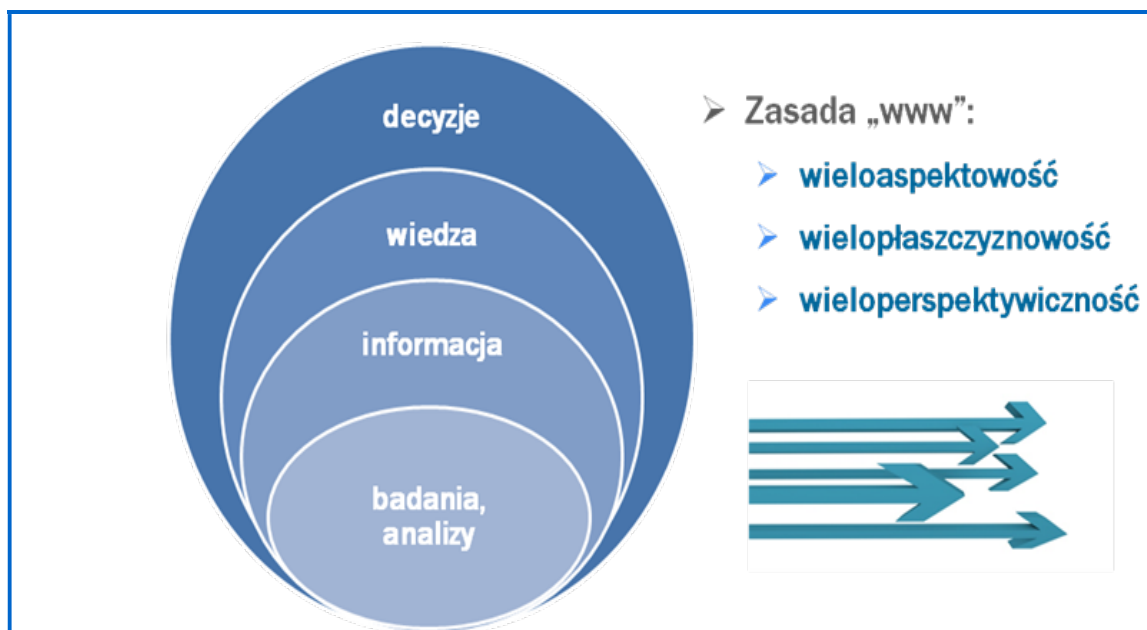 decyzje
wiedza
informacja
badania,
analizy
Zasada „www”:
wieloaspektowość
wielopłaszczyznowość
wieloperspektywiczność